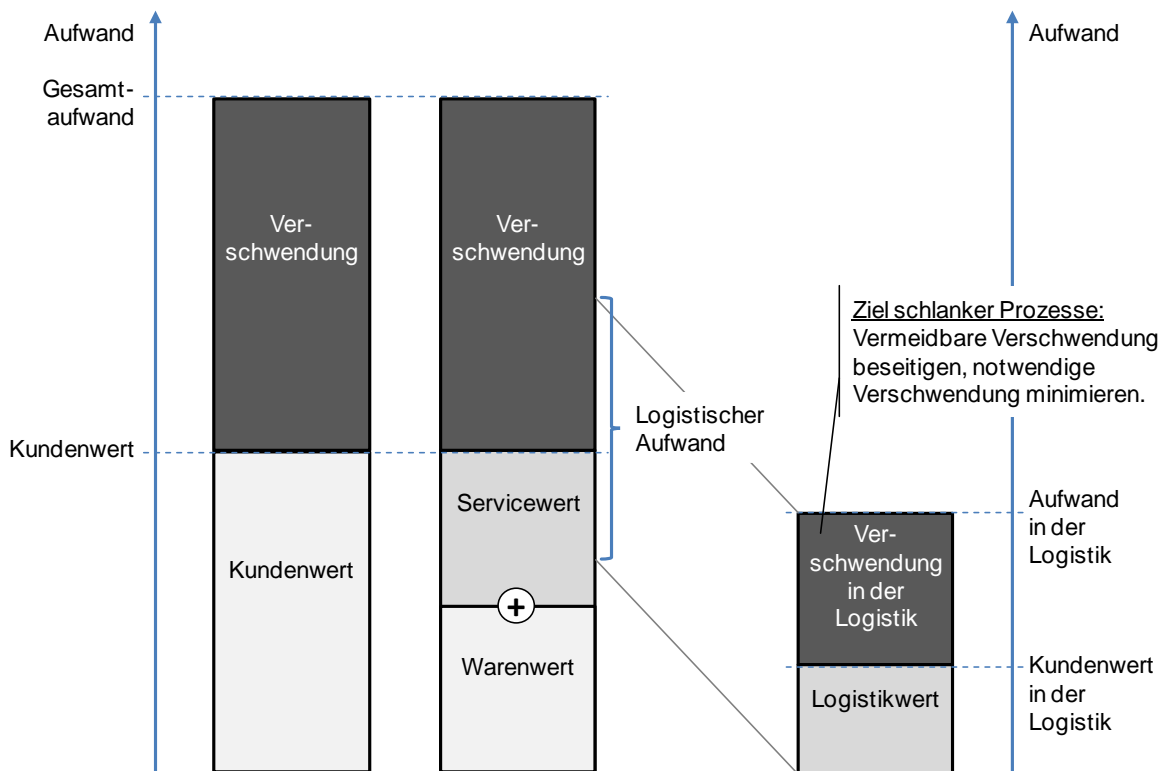 Aufwand
Aufwand
Gesamt-
aufwand
Ver-
schwendung
Ver-
schwendung
Ziel schlanker Prozesse:
Vermeidbare Verschwendung
beseitigen, notwendige
Verschwendung minimieren.
Logistischer
Aufwand
Kundenwert
Servicewert
Kundenwert
+
Warenwert
Aufwand
in der
Logistik
Ver-
schwendung
in der
Logistik
Kundenwert
in der
Logistik
Logistikwert